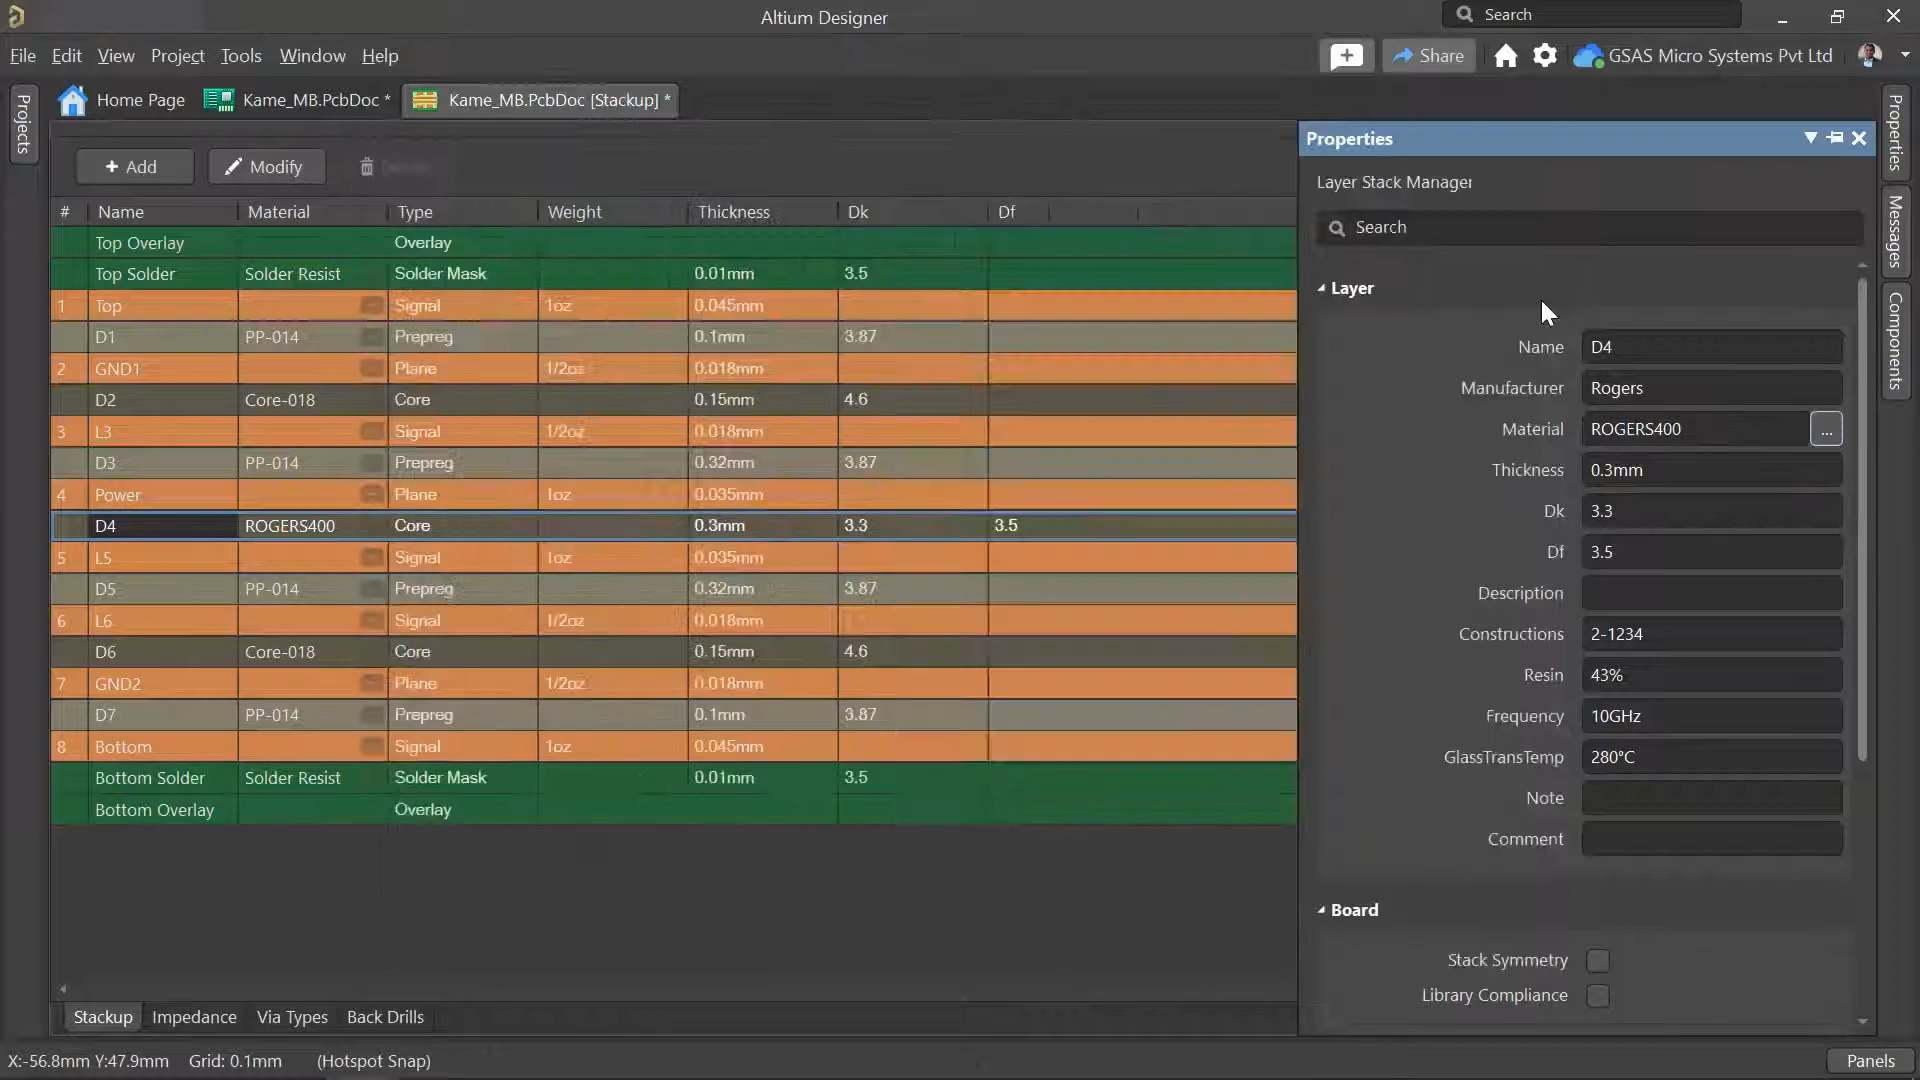 Altium Designer
Search
File Edit View Project Tools Window Help
Share
GSAS Micro Systems Pvt Ltd
Projects
Home Page
Kame_MB.PcbDoc *
Kame_MB.PcbDoc [Stackup] *
+ Add
Modify
# Name Material Type Weight Thickness Dk Df
Top Overlay Overlay
Top Solder Solder Resist Solder Mask 0.01mm 3.5
1 Top Signal 1oz 0.045mm
D1 PP-014 Prepreg 0.1mm 3.87
2 GND1 Plane 1/2oz 0.018mm
D2 Core-018 Core 0.15mm 4.6
3 L3 Signal 1/2oz 0.018mm
D3 PP-014 Prepreg 0.32mm 3.87
4 Power Plane 1oz 0.035mm
D4 ROGERS400 Core 0.3mm 3.3 3.5
5 L5 Signal 1oz 0.035mm
D5 PP-014 Prepreg 0.32mm 3.87
6 L6 Signal 1/2oz 0.018mm
D6 Core-018 Core 0.15mm 4.6
7 GND2 Plane 1/2oz 0.018mm
D7 PP-014 Prepreg 0.1mm 3.87
8 Bottom Signal 1oz 0.045mm
Bottom Solder Solder Resist Solder Mask 0.01mm 3.5
Bottom Overlay Overlay
Stackup Impedance Via Types Back Drills
Properties
Layer Stack Manager
Search
Layer
Name D4
Manufacturer Rogers
Material ROGERS400 ...
Thickness 0.3mm
Dk 3.3
Df 3.5
Description
Constructions 2-1234
Resin 43%
Frequency 10GHz
GlassTransTemp 280°C
Note
Comment
Board
Stack Symmetry
Library Compliance
Properties
Messages
Components
X:-56.8mm Y:47.9mm Grid: 0.1mm (Hotspot Snap)
Panels